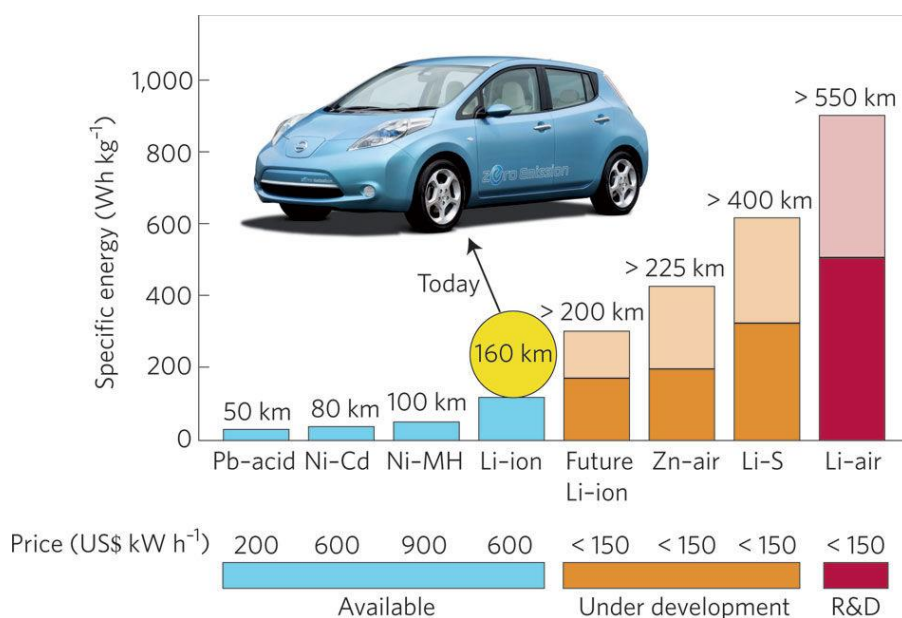 Specific energy (Wh kg⁻¹)
1,000
800
600
400
200
0
zero emission
Today
50 km
80 km
100 km
160 km
> 200 km
> 225 km
> 400 km
> 550 km
Pb–acid Ni–Cd Ni–MH Li–ion Future Li–ion Zn–air Li–S Li–air
Price (US$ kW h⁻¹) 200 600 900 600 < 150 < 150 < 150 < 150
Available Under development R&D